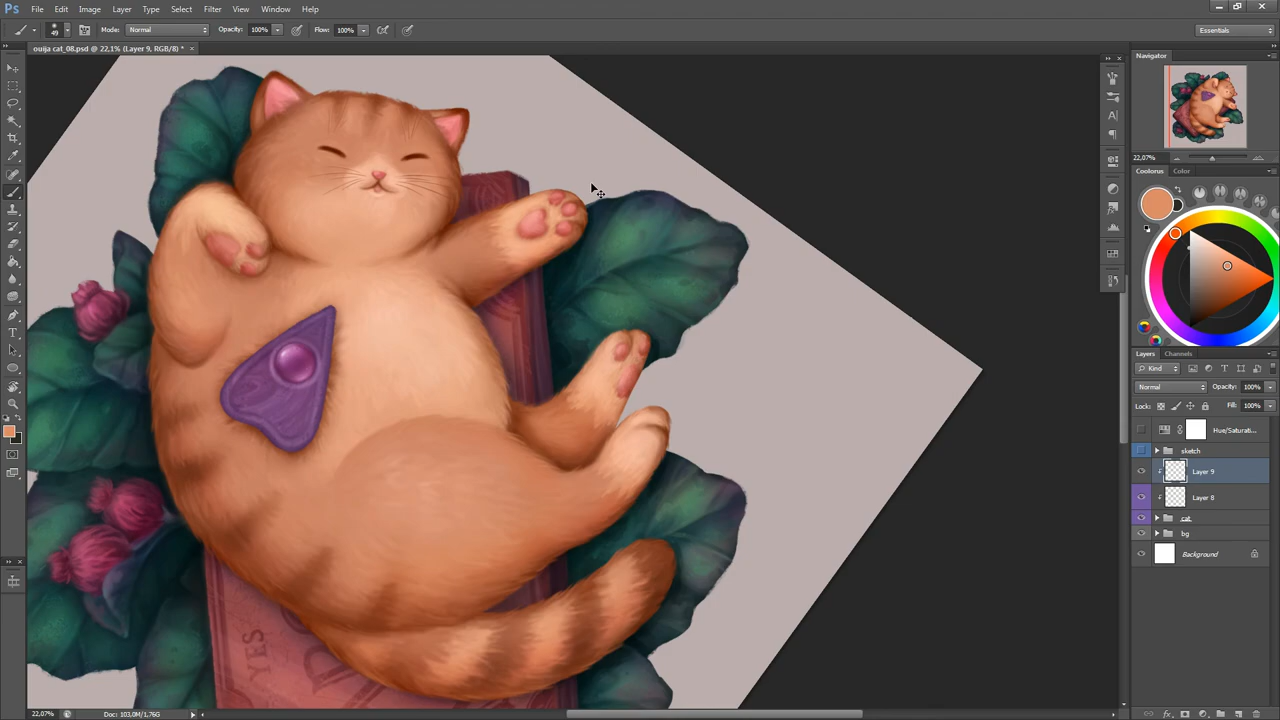 Ps File Edit Image Layer Type Select Filter View Window Help
49 Mode: Normal Opacity: 100% Flow: 100% Essentials
ouija cat_08.psd @ 22,1% (Layer 9, RGB/8) * ×
Navigator
22,07%
Coolorus Color
Layers Channels
Kind
Normal Opacity: 100%
Lock: Fill: 100%
Hue/Saturati...
sketch
Layer 9
Layer 8
cat
bg
Background
YES
22,07% Doc: 103,0M/1,76G